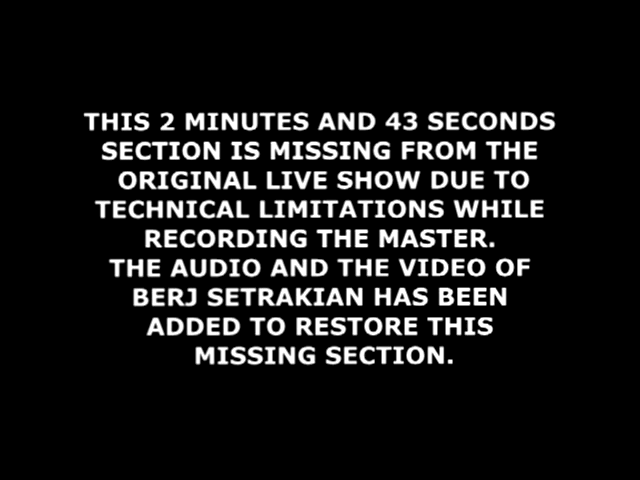 THIS 2 MINUTES AND 43 SECONDS
SECTION IS MISSING FROM THE
ORIGINAL LIVE SHOW DUE TO
TECHNICAL LIMITATIONS WHILE
RECORDING THE MASTER.
THE AUDIO AND THE VIDEO OF
BERJ SETRAKIAN HAS BEEN
ADDED TO RESTORE THIS
MISSING SECTION.